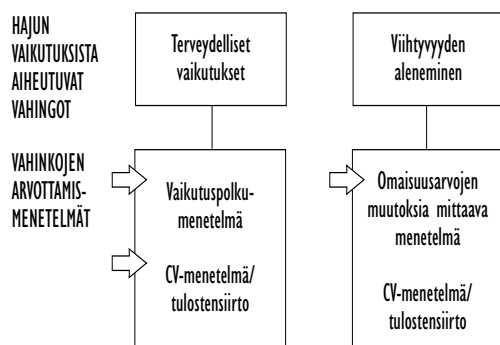 HAJUN
VAIKUTUKSISTA
AIHEUTUVAT
VAHINGOT
Terveydelliset
vaikutukset
Viihtyvyyden
aleneminen
VAHINKOJEN
ARVOTTAMIS-
MENETELMÄT
Vaikutuspolku-
menetelmä
CV-menetelmä/
tulostensiirto
Omaisuusarvojen
muutoksia mittaava
menetelmä
CV-menetelmä/
tulostensiirto